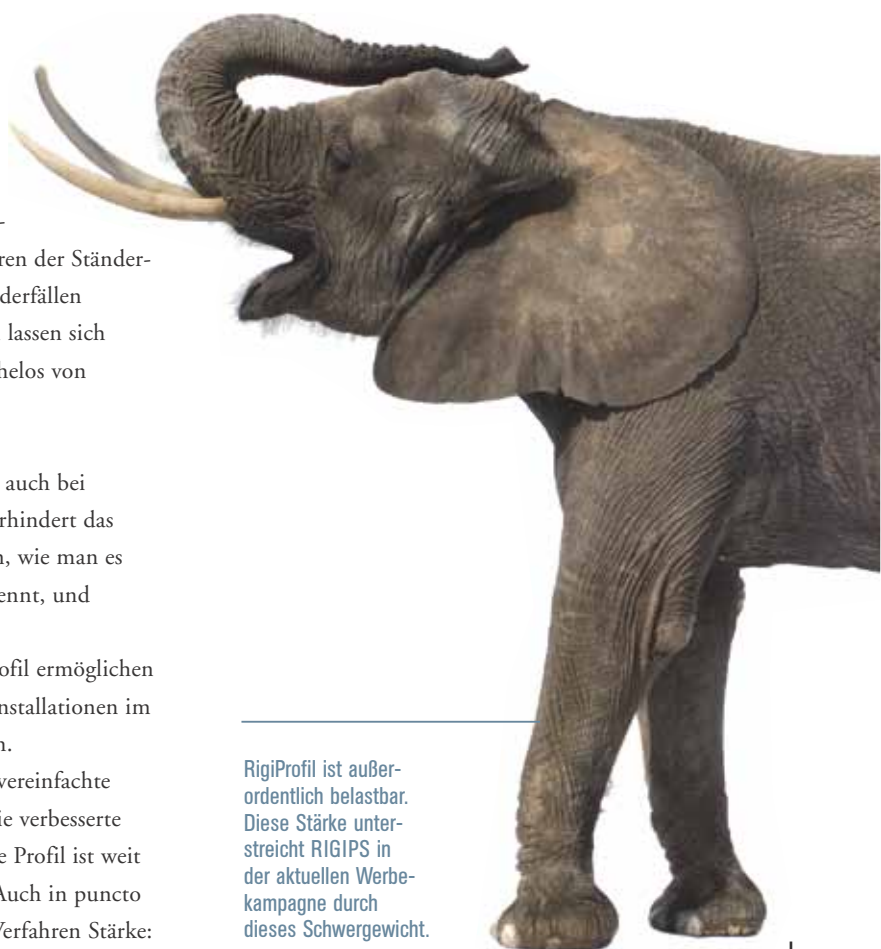 -
ren der Ständer-
derfällen
lassen sich
helos von
auch bei
rhindert das
n, wie man es
ennt, und
ofil ermöglichen
nstallationen im
n.
vereinfachte
ie verbesserte
e Profil ist weit
Auch in puncto
Verfahren Stärke:
RigiProfil ist außer-
ordentlich belastbar.
Diese Stärke unter-
streicht RIGIPS in
der aktuellen Werbe-
kampagne durch
dieses Schwergewicht.